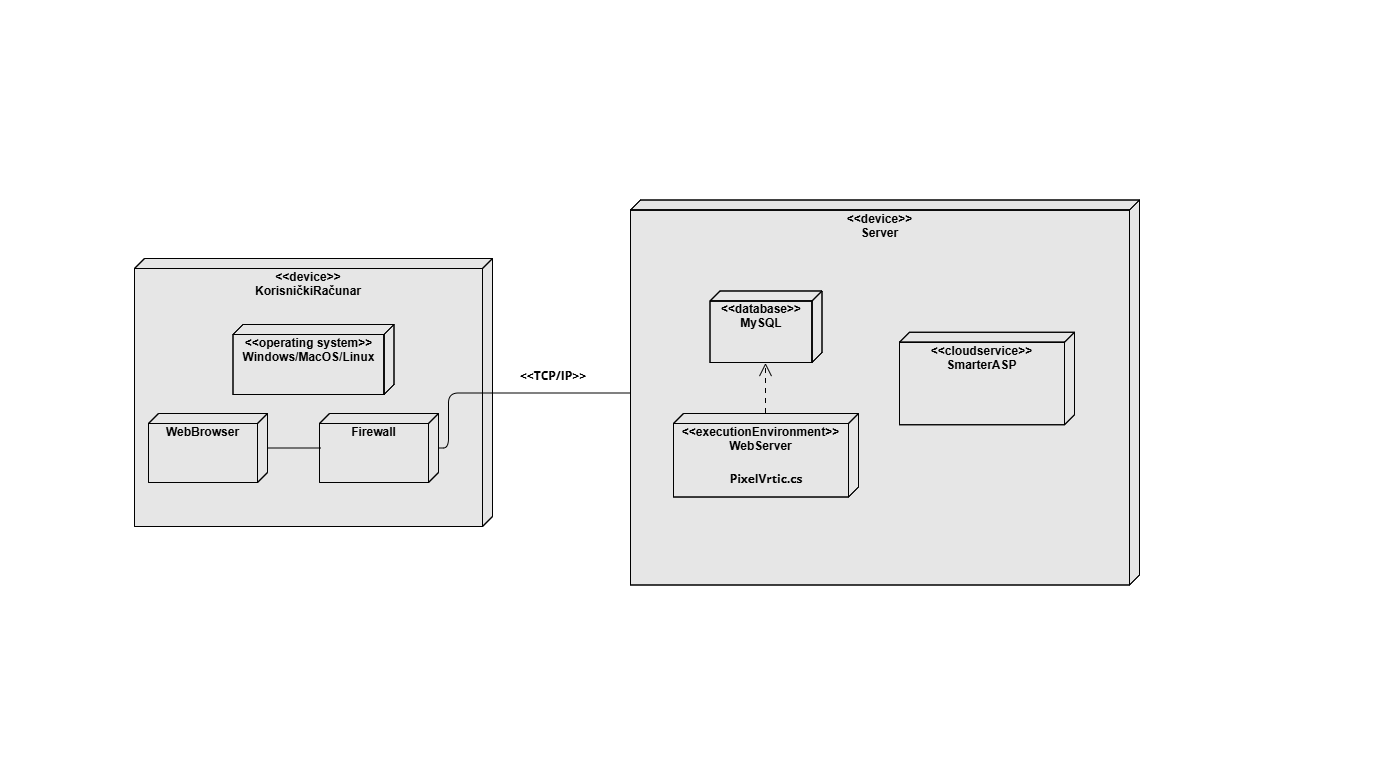 <<device>>
KorisničkiRačunar
<<operating system>>
Windows/MacOS/Linux
WebBrowser
Firewall
<<TCP/IP>>
<<device>>
Server
<<database>>
MySQL
<<cloudservice>>
SmarterASP
<<executionEnvironment>>
WebServer
PixelVrtic.cs